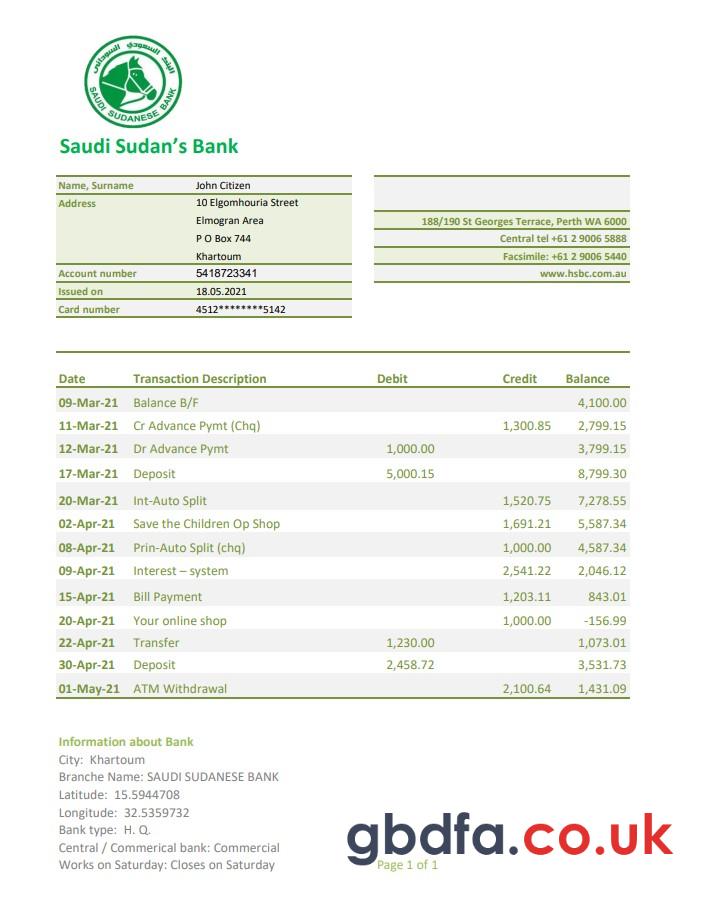 البنك السعودي السوداني
SAUDI SUDANESE BANK
Saudi Sudan's Bank
Name, Surname John Citizen
Address 10 Elgomhouria Street
Elmogran Area
P O Box 744
Khartoum
Account number 5418723341
Issued on 18.05.2021
Card number 4512********5142
188/190 St Georges Terrace, Perth WA 6000
Central tel +61 2 9006 5888
Facsimile: +61 2 9006 5440
www.hsbc.com.au
Date Transaction Description Debit Credit Balance
09-Mar-21 Balance B/F 4,100.00
11-Mar-21 Cr Advance Pymt (Chq) 1,300.85 2,799.15
12-Mar-21 Dr Advance Pymt 1,000.00 3,799.15
17-Mar-21 Deposit 5,000.15 8,799.30
20-Mar-21 Int-Auto Split 1,520.75 7,278.55
02-Apr-21 Save the Children Op Shop 1,691.21 5,587.34
08-Apr-21 Prin-Auto Split (chq) 1,000.00 4,587.34
09-Apr-21 Interest – system 2,541.22 2,046.12
15-Apr-21 Bill Payment 1,203.11 843.01
20-Apr-21 Your online shop 1,000.00 -156.99
22-Apr-21 Transfer 1,230.00 1,073.01
30-Apr-21 Deposit 2,458.72 3,531.73
01-May-21 ATM Withdrawal 2,100.64 1,431.09
Information about Bank
City: Khartoum
Branche Name: SAUDI SUDANESE BANK
Latitude: 15.5944708
Longitude: 32.5359732
Bank type: H. Q.
Central / Commerical bank: Commercial
Works on Saturday: Closes on Saturday
gbdfa.co.uk
Page 1 of 1